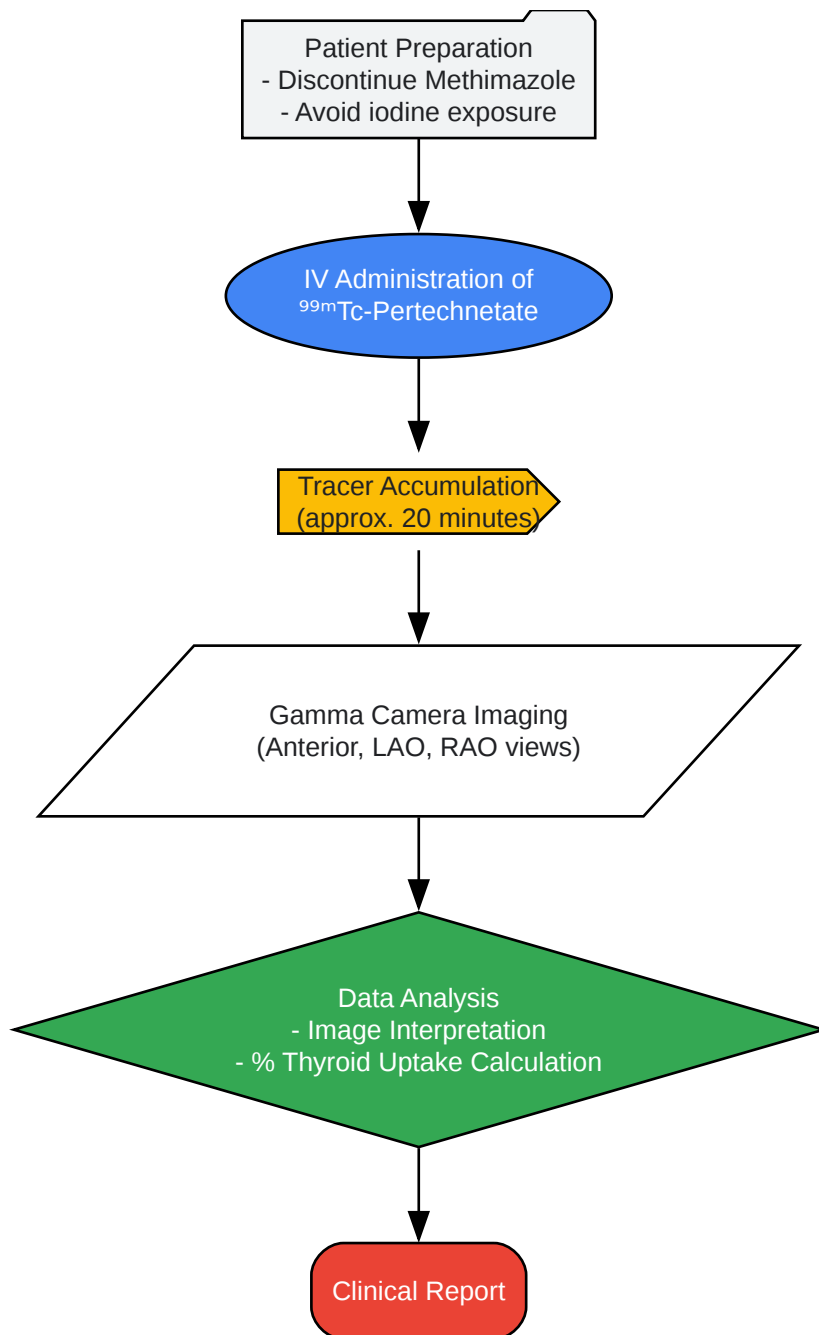 Patient Preparation
- Discontinue Methimazole
- Avoid iodine exposure
IV Administration of
⁹⁹ᵐTc-Pertechnetate
Tracer Accumulation
(approx. 20 minutes)
Gamma Camera Imaging
(Anterior, LAO, RAO views)
Data Analysis
- Image Interpretation
- % Thyroid Uptake Calculation
Clinical Report